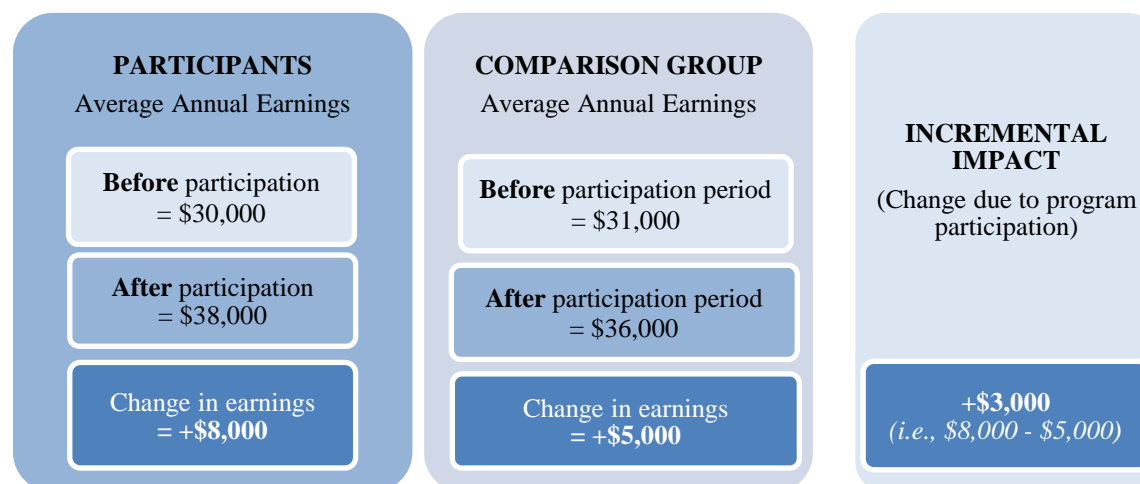 PARTICIPANTS
Average Annual Earnings
Before participation
= $30,000
After participation
= $38,000
Change in earnings
= +$8,000
COMPARISON GROUP
Average Annual Earnings
Before participation period
= $31,000
After participation period
= $36,000
Change in earnings
= +$5,000
INCREMENTAL
IMPACT
(Change due to program
participation)
+$3,000
(i.e., $8,000 - $5,000)